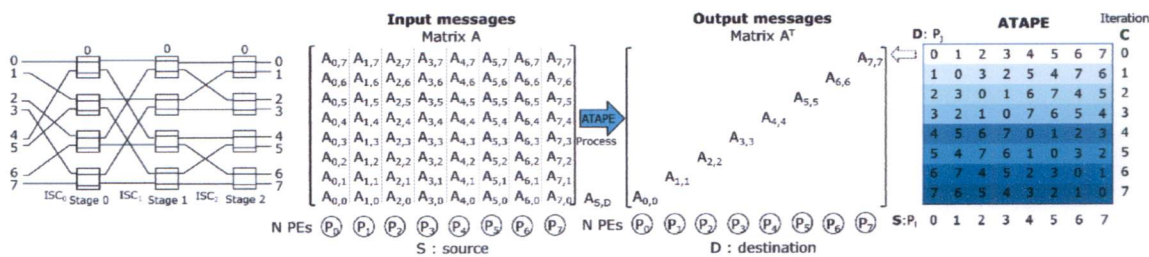 0 0 0
0 0
1 1
2 2
3 3
4 4
5 5
6 6
7 7
ISC0 Stage 0 ISC1 Stage 1 ISC2 Stage 2
Input messages
Matrix A
A0,7 A1,7 A2,7 A3,7 A4,7 A5,7 A6,7 A7,7
A0,6 A1,6 A2,6 A3,6 A4,6 A5,6 A6,6 A7,6
A0,5 A1,5 A2,5 A3,5 A4,5 A5,5 A6,5 A7,5
A0,4 A1,4 A2,4 A3,4 A4,4 A5,4 A6,4 A7,4
A0,3 A1,3 A2,3 A3,3 A4,3 A5,3 A6,3 A7,3
A0,2 A1,2 A2,2 A3,2 A4,2 A5,2 A6,2 A7,2
A0,1 A1,1 A2,1 A3,1 A4,1 A5,1 A6,1 A7,1
A0,0 A1,0 A2,0 A3,0 A4,0 A5,0 A6,0 A7,0
AS,D
N PEs P0 P1 P2 P3 P4 P5 P6 P7
S : source
ATAPE
Process
Output messages
Matrix AT
A7,7
A6,6
A5,5
A4,4
A3,3
A2,2
A1,1
A0,0
N PEs P0 P1 P2 P3 P4 P5 P6 P7
D : destination
ATAPE
Iteration
D: Pj C
0 1 2 3 4 5 6 7 0
1 0 3 2 5 4 7 6 1
2 3 0 1 6 7 4 5 2
3 2 1 0 7 6 5 4 3
4 5 6 7 0 1 2 3 4
5 4 7 6 1 0 3 2 5
6 7 4 5 2 3 0 1 6
7 6 5 4 3 2 1 0 7
S:Pi 0 1 2 3 4 5 6 7